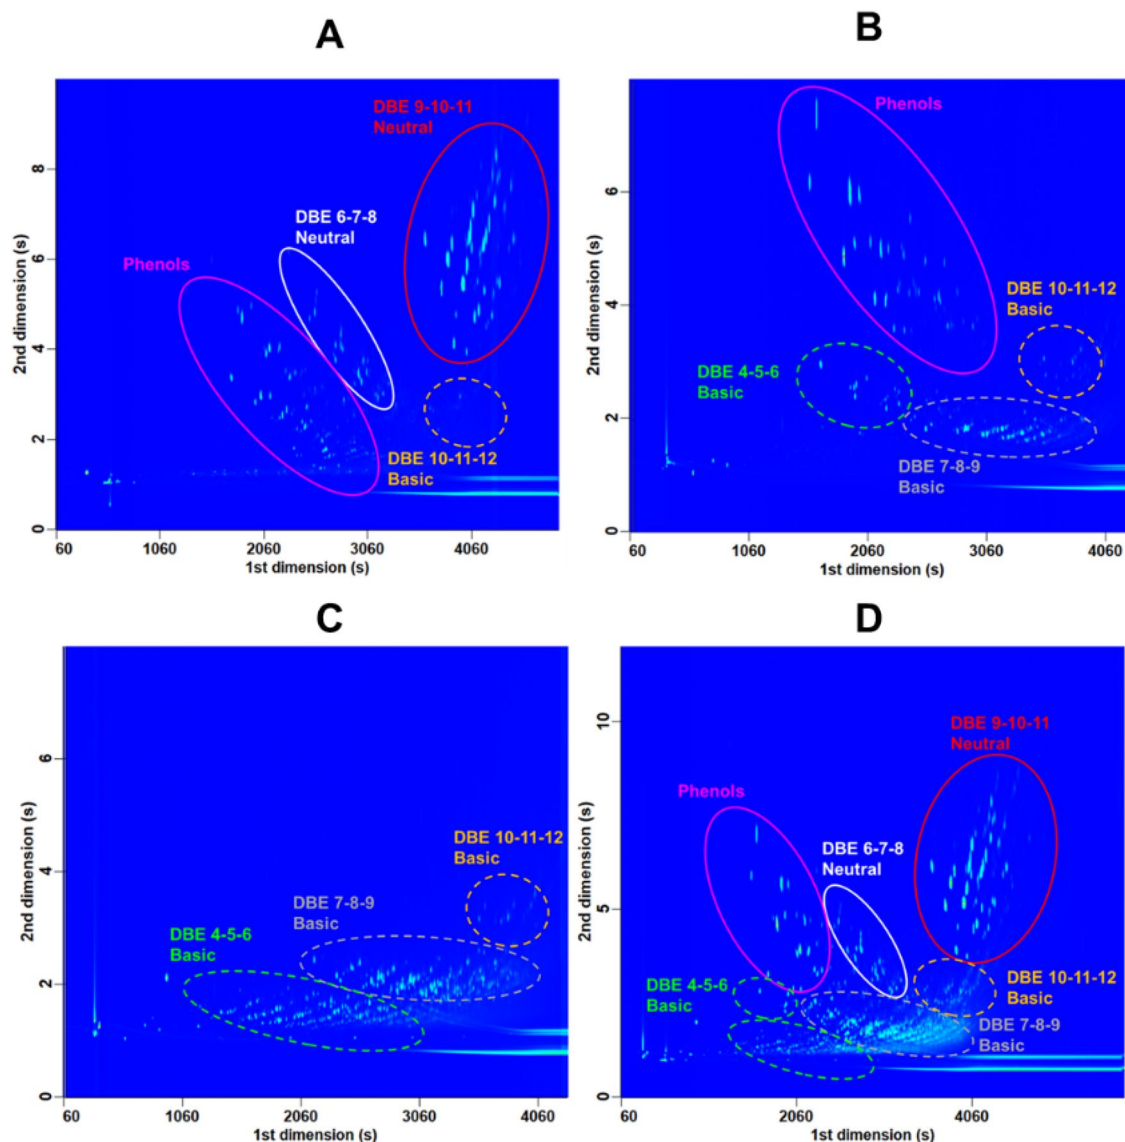 A
DBE 9-10-11
Neutral
DBE 6-7-8
Neutral
Phenols
DBE 10-11-12
Basic
2nd dimension (s)
0
2
4
6
8
60
1060
2060
3060
4060
1st dimension (s)
B
Phenols
DBE 10-11-12
Basic
DBE 4-5-6
Basic
DBE 7-8-9
Basic
2nd dimension (s)
0
2
4
6
60
1060
2060
3060
4060
1st dimension (s)
C
DBE 10-11-12
Basic
DBE 7-8-9
Basic
DBE 4-5-6
Basic
2nd dimension (s)
0
2
4
6
60
1060
2060
3060
4060
1st dimension (s)
D
DBE 9-10-11
Neutral
Phenols
DBE 6-7-8
Neutral
DBE 4-5-6
Basic
DBE 10-11-12
Basic
DBE 7-8-9
Basic
2nd dimension (s)
0
5
10
60
2060
4060
1st dimension (s)